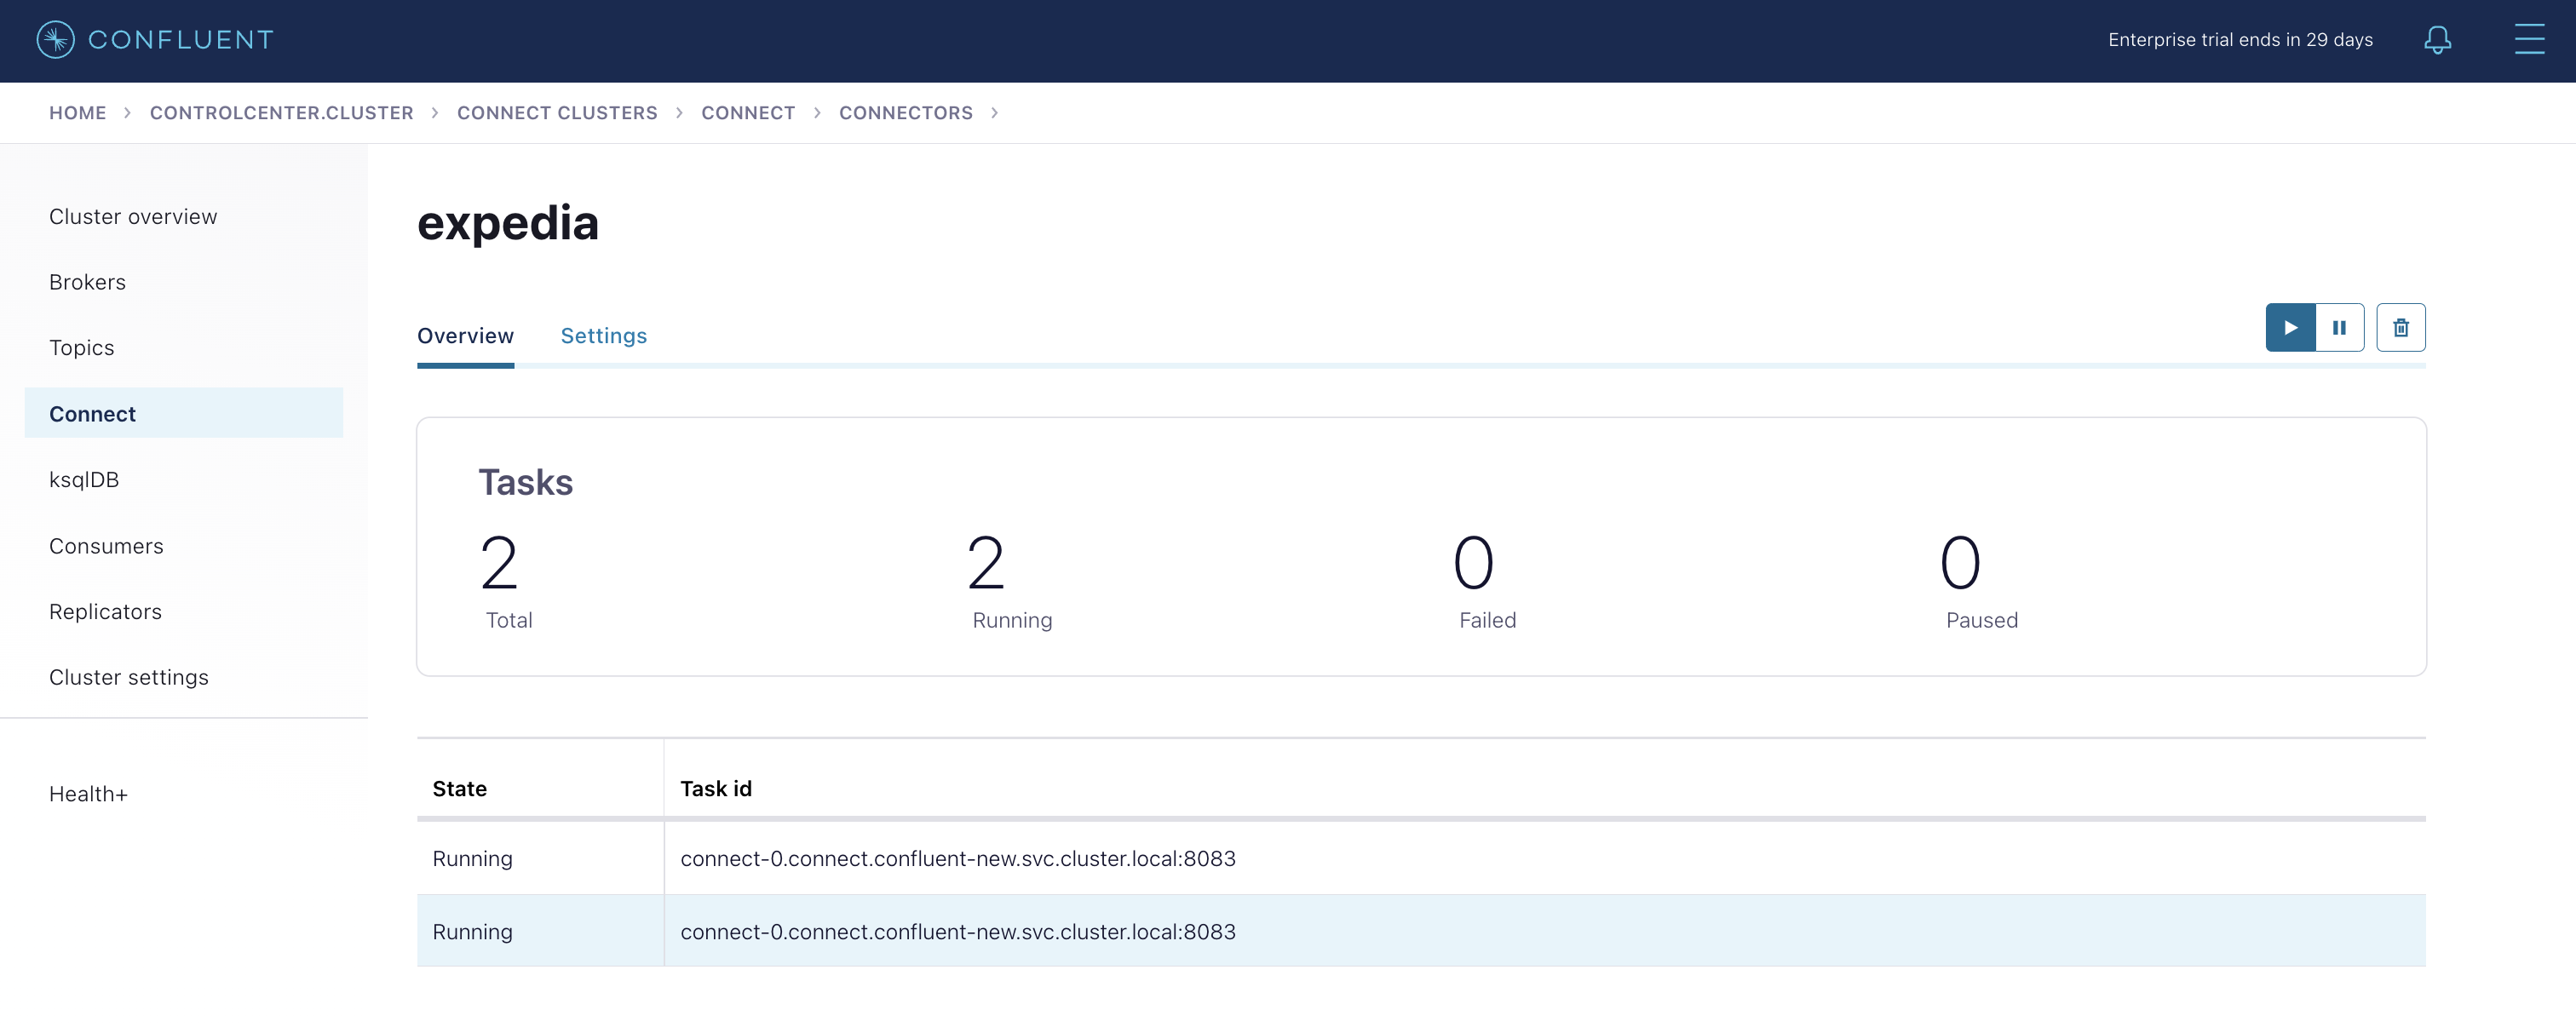 CONFLUENT
Enterprise trial ends in 29 days
HOME > CONTROLCENTER.CLUSTER > CONNECT CLUSTERS > CONNECT > CONNECTORS >
Cluster overview
Brokers
Topics
Connect
ksqlDB
Consumers
Replicators
Cluster settings
Health+
expedia
Overview Settings
Tasks
2 2 0 0
Total Running Failed Paused
State Task id
Running connect-0.connect.confluent-new.svc.cluster.local:8083
Running connect-0.connect.confluent-new.svc.cluster.local:8083